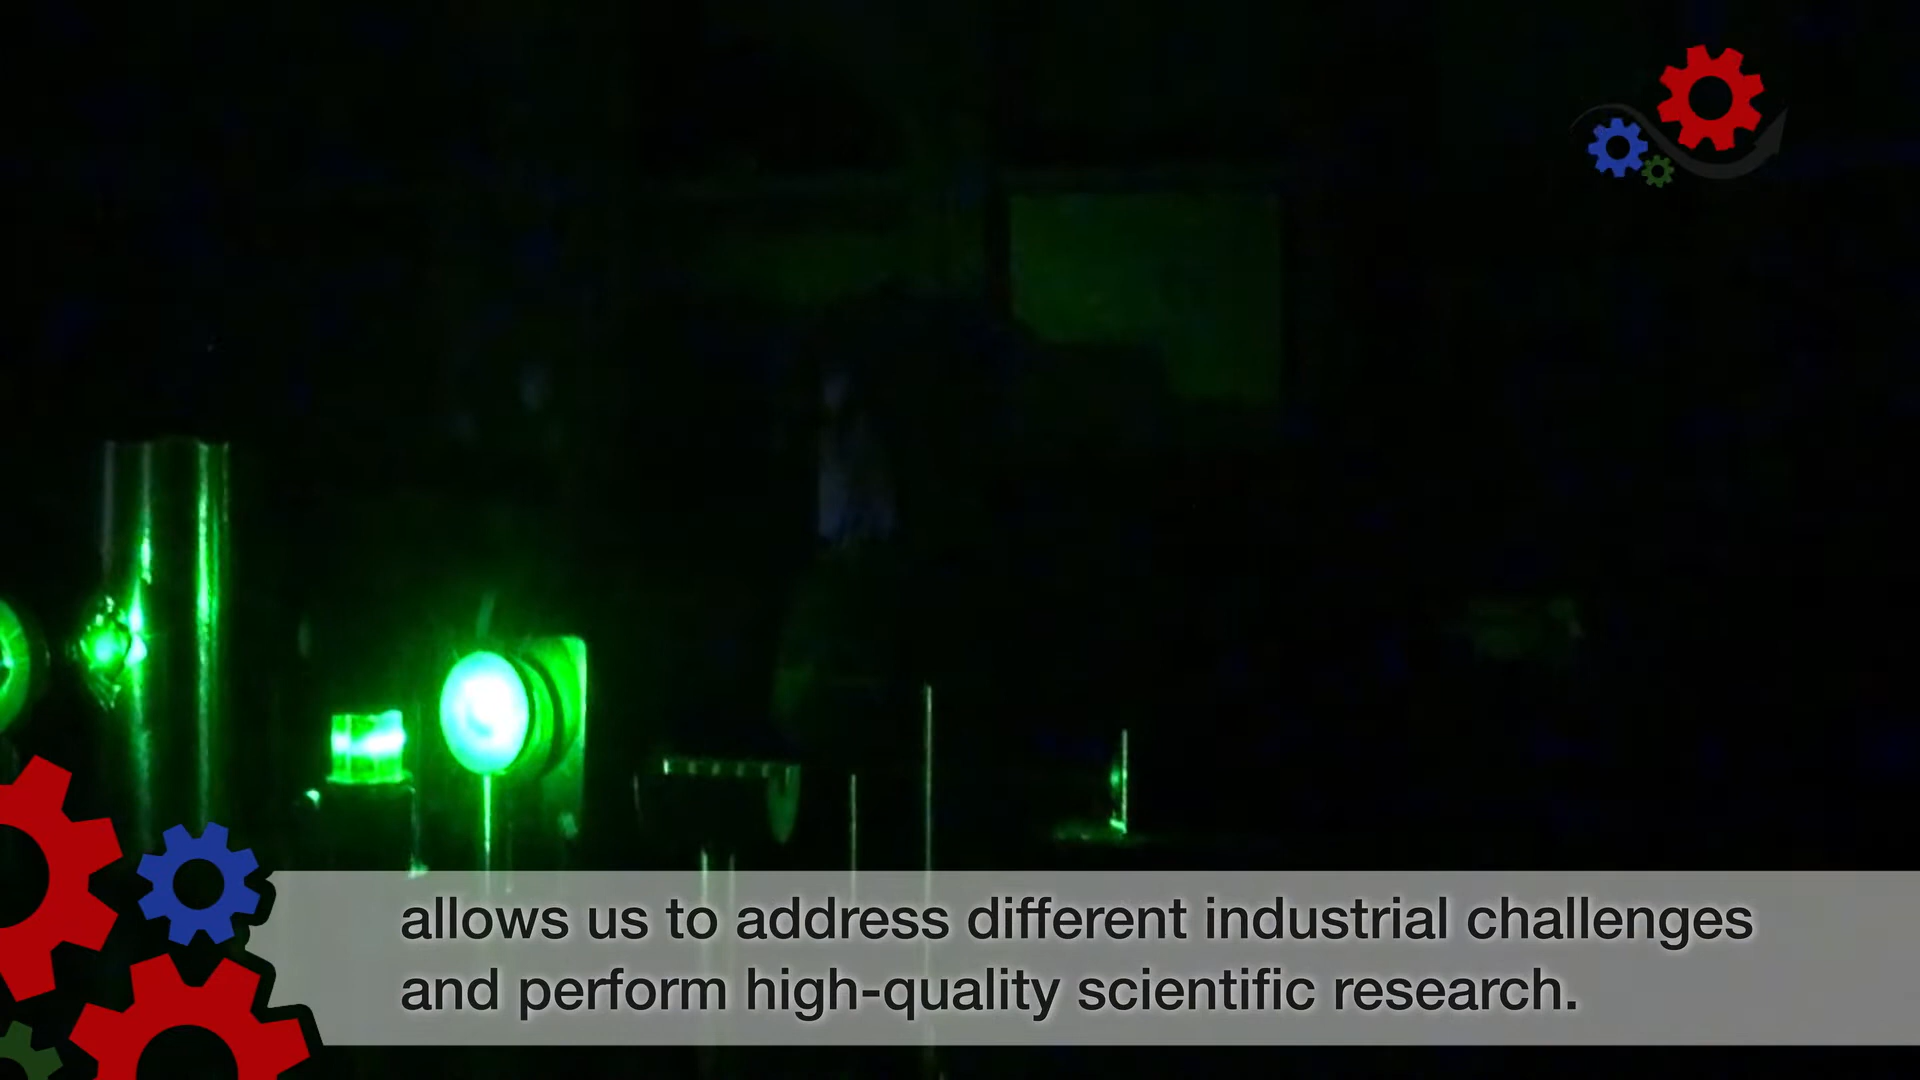 allows us to address different industrial challenges
and perform high-quality scientific research.